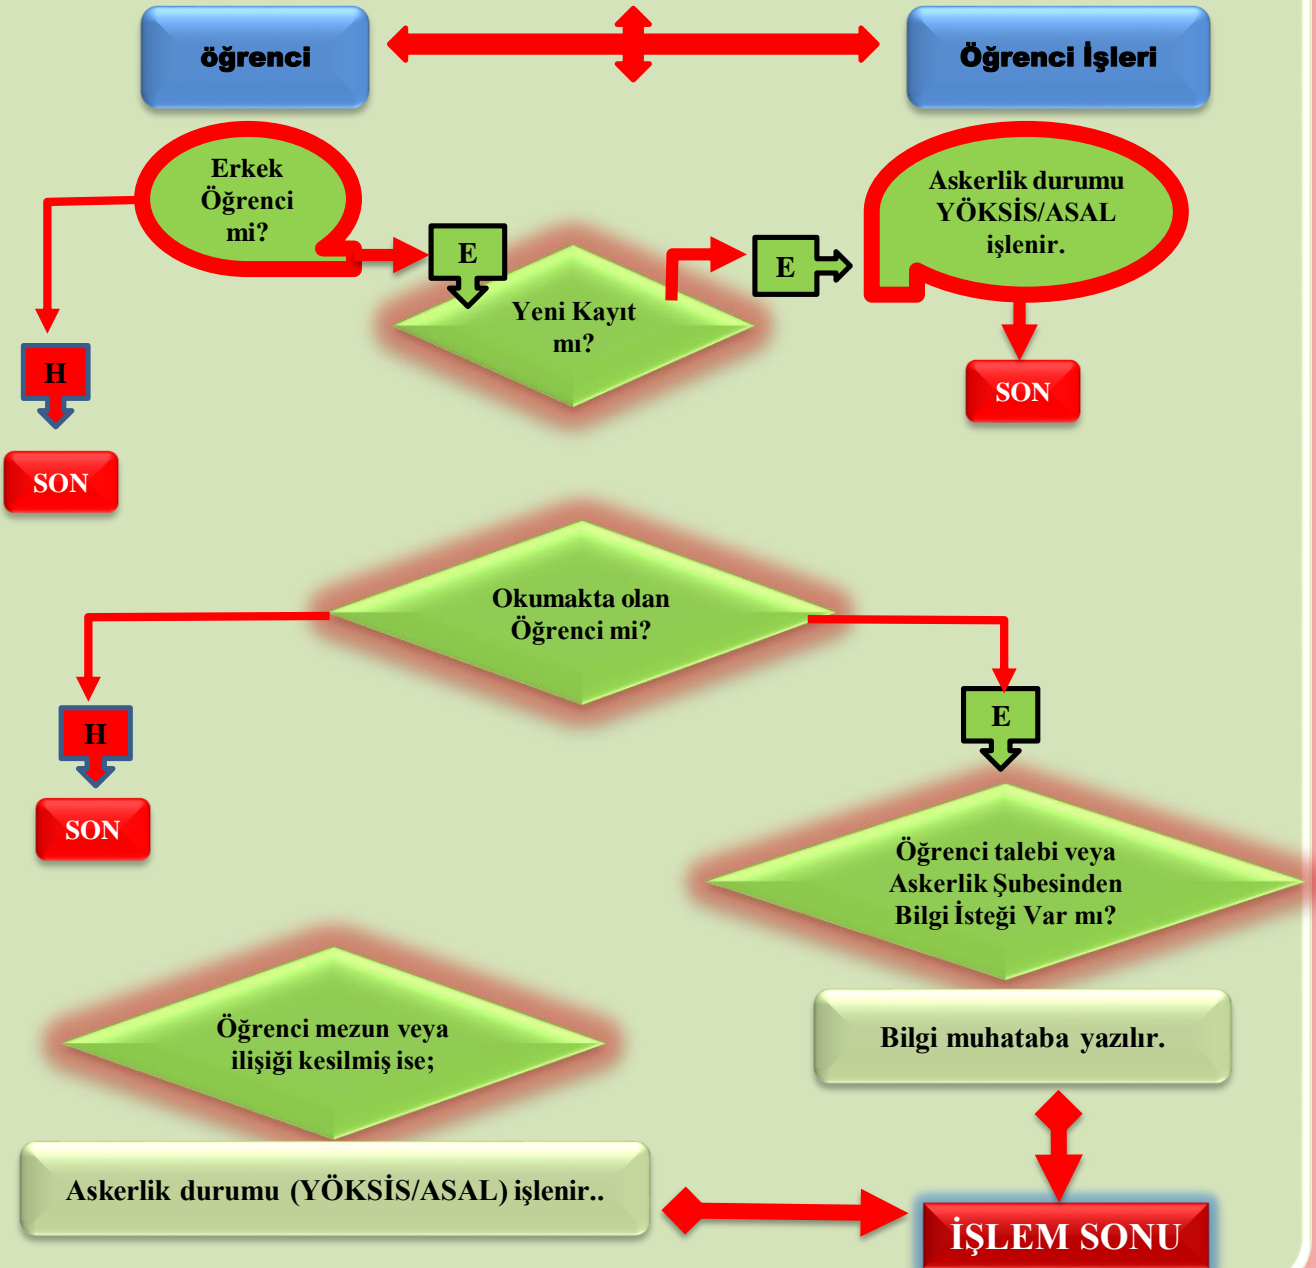 öğrenci
Öğrenci İşleri
Erkek
Öğrenci
mi?
Askerlik durumu
YÖKSİS/ASAL
işlenir.
E
E
Yeni Kayıt
mı?
H
SON
SON
Okumakta olan
Öğrenci mi?
H
E
SON
Öğrenci talebi veya
Askerlik Şubesinden
Bilgi İsteği Var mı?
Öğrenci mezun veya
ilişiği kesilmiş ise;
Bilgi muhataba yazılır.
Askerlik durumu (YÖKSİS/ASAL) işlenir..
İŞLEM SONU